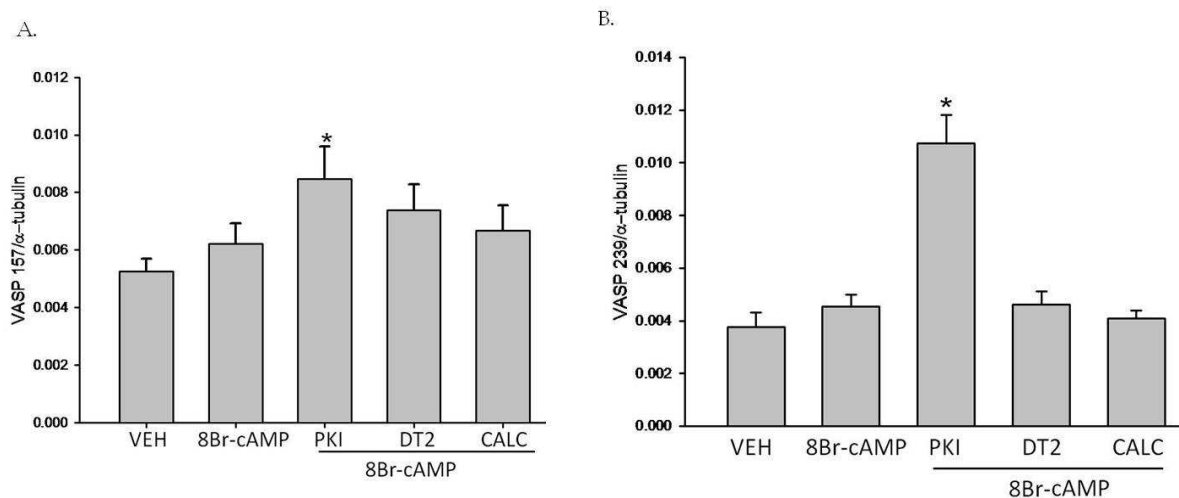 A.
0.012
0.010
0.008
0.006
0.004
0.002
0.000
VASP 157/α-tubulin
*
VEH 8Br-cAMP PKI DT2 CALC
8Br-cAMP
B.
0.014
0.012
0.010
0.008
0.006
0.004
0.002
0.000
VASP 239/α-tubulin
*
VEH 8Br-cAMP PKI DT2 CALC
8Br-cAMP